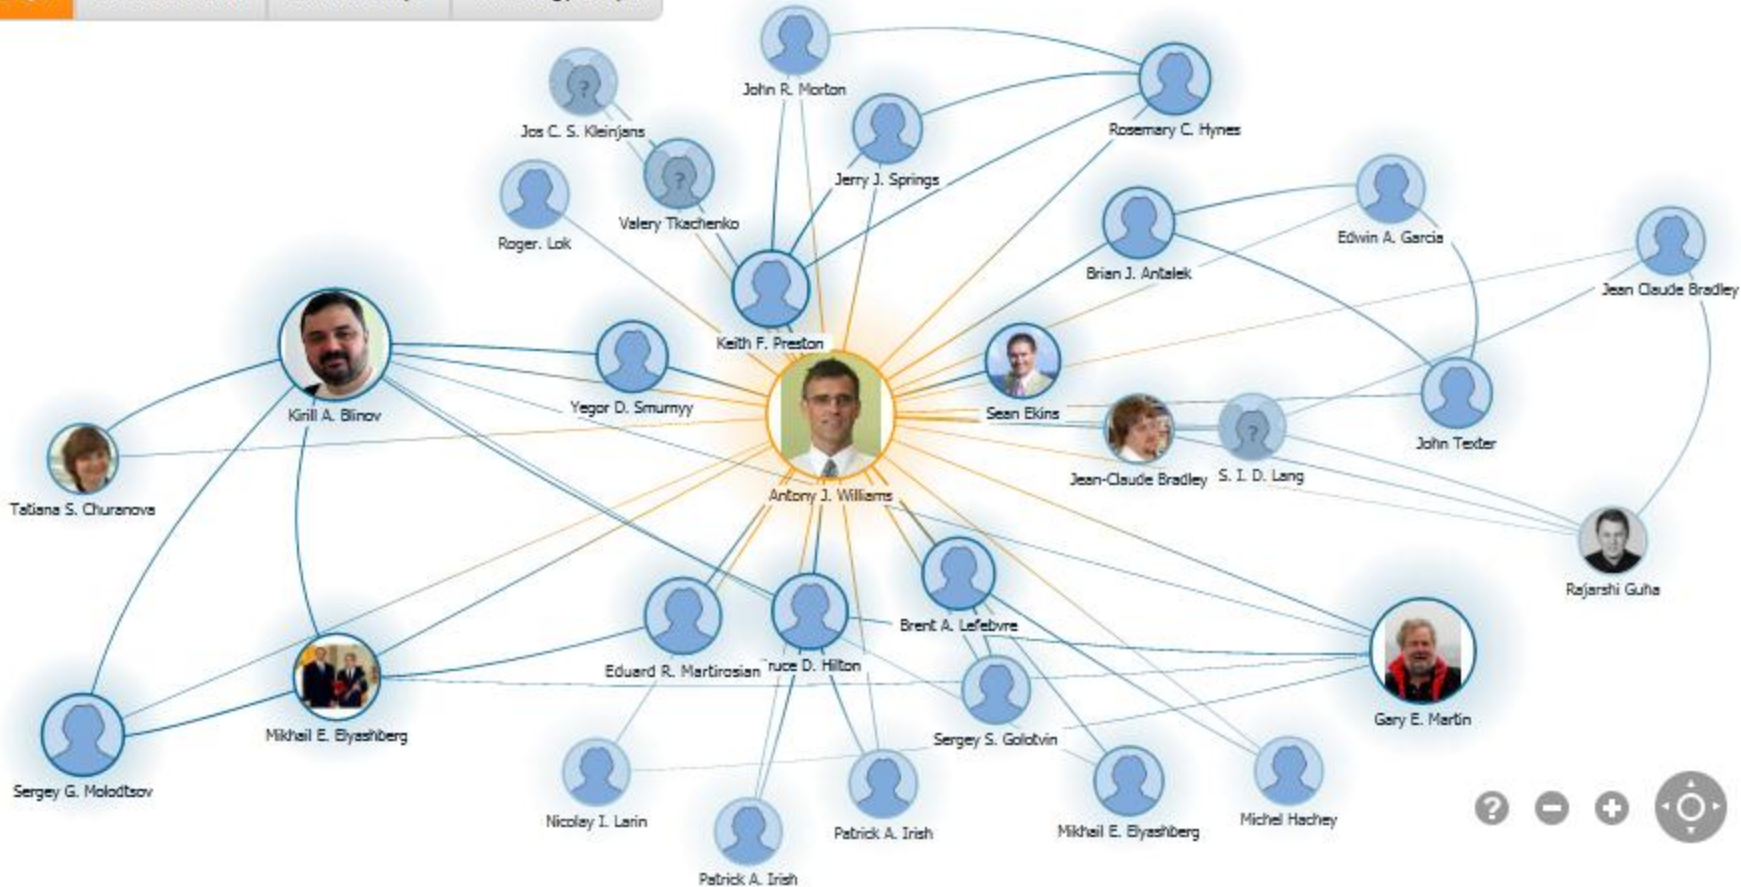 John R. Morton
Jos C. S. Kleinjans
Rosemary C. Hynes
Jerry J. Springs
Valery Tkachenko
Roger. Lok
Edwin A. Garcia
Brian J. Antalek
Jean Claude Bradley
Keith F. Preston
Yegor D. Smurnyy
Kirill A. Blinov
Sean Ekins
John Texter
Jean-Claude Bradley
S. I. D. Lang
Antony J. Williams
Tatiana S. Churanova
Rajarshi Guha
Brent A. Lefebvre
Eduard R. Martirosian
ruce D. Hilton
Gary E. Martin
Mikhail E. Elyashberg
Sergey S. Golotvin
Sergey G. Molodtsov
Nicolay I. Larin
Patrick A. Irish
Mikhail E. Elyashberg
Michel Hachey
Patrick A. Irish